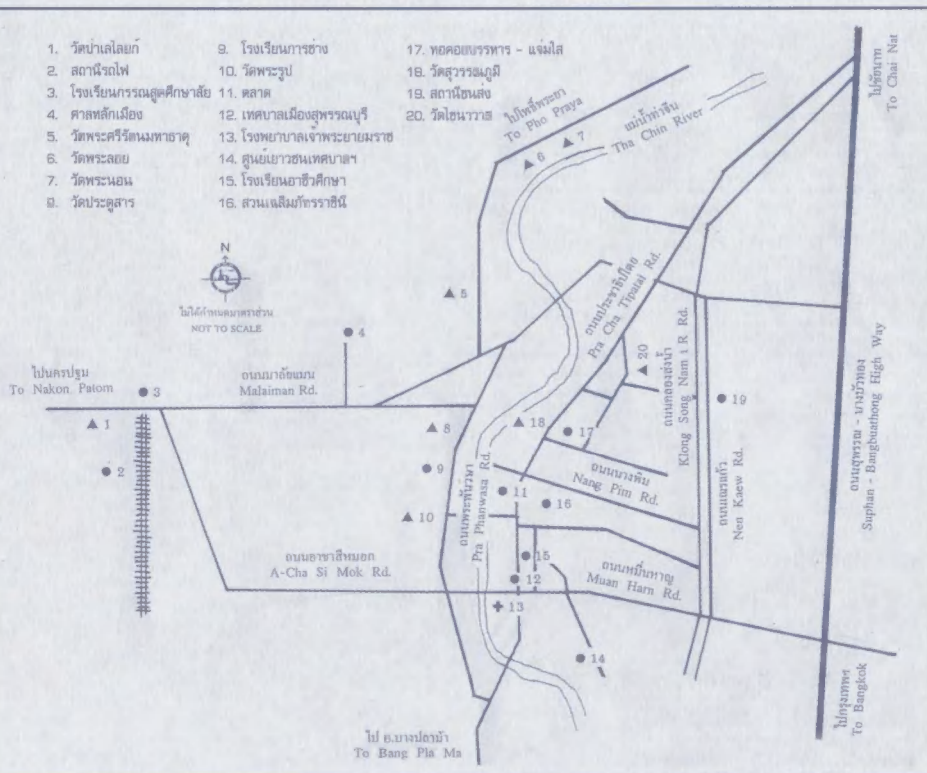 1. วัดป่าเลไลยก์
2. สถานีรถไฟ
3. โรงเรียนกรรณสูตศึกษาลัย
4. ศาลหลักเมือง
5. วัดพระศรีรัตนมหาธาตุ
6. วัดพระลอย
7. วัดพระนอน
8. วัดประตูสาร
9. โรงเรียนการช่าง
10. วัดพระรูป
11. ตลาด
12. เทศบาลเมืองสุพรรณบุรี
13. โรงพยาบาลเจ้าพระยายมราช
14. ศูนย์เยาวชนเทศบาลฯ
15. โรงเรียนอาชีวศึกษา
16. สวนเฉลิมภัทรราชินี
17. หอคอยบรรหาร - แจ่มใส
18. วัดสุวรรณภูมิ
19. สถานีขนส่ง
20. วัดไชนาวาส
ไปโพธิ์พระยา
To Pho Praya
แม่น้ำท่าจีน
Tha Chin River
ไปชัยนาท
To Chai Nat
6
7
N
ไม่ได้กำหนดมาตราส่วน
NOT TO SCALE
5
4
ถนนประชาธิปไตย
Pra Cha Tipatai Rd.
20
ถนนคลองส่งน้ำ
Klong Song Nam 1 R Rd.
ไปนครปฐม
To Nakon Patom
3
ถนนมาลัยแมน
Malaiman Rd.
19
1
8
18
17
2
9
ถนนนางพิม
Nang Pim Rd.
ถนนเณรแก้ว
Nen Kaew Rd.
ถนนสุพรรณ - บางบัวทอง
Suphan - Bangbuathong High Way
11
16
10
ถนนพระพันวษา
Pra Phanwasa Rd.
ถนนอาชาสีหมอก
A-Cha Si Mok Rd.
15
12
ถนนหมื่นหาญ
Muan Harn Rd.
13
14
ไปกรุงเทพฯ
To Bangkok
ไป อ.บางปลาม้า
To Bang Pla Ma